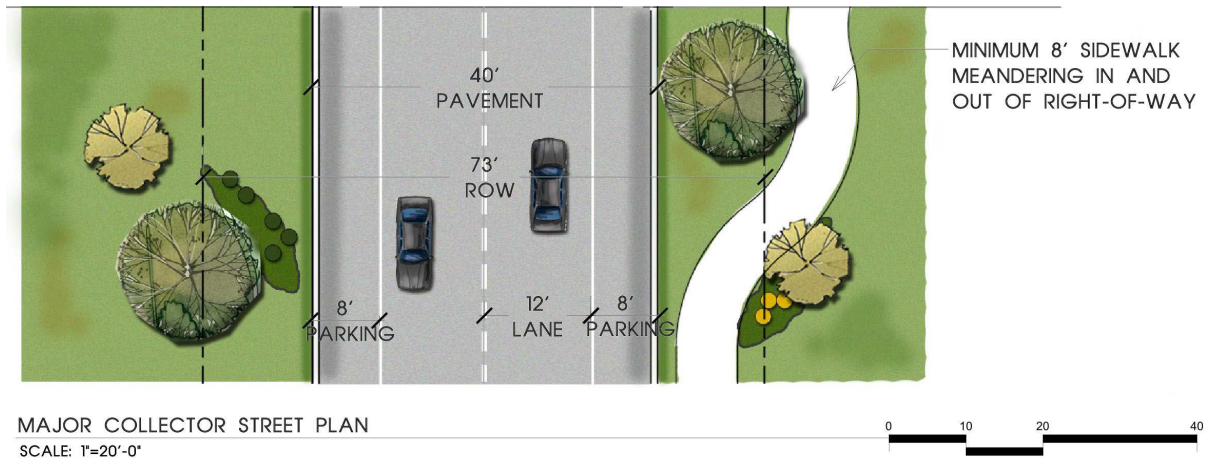 MINIMUM 8' SIDEWALK
MEANDERING IN AND
OUT OF RIGHT-OF-WAY
40'
PAVEMENT
73'
ROW
8'
PARKING
12'
LANE
8'
PARKING
MAJOR COLLECTOR STREET PLAN
SCALE: 1"=20'-0"
0 10 20 40